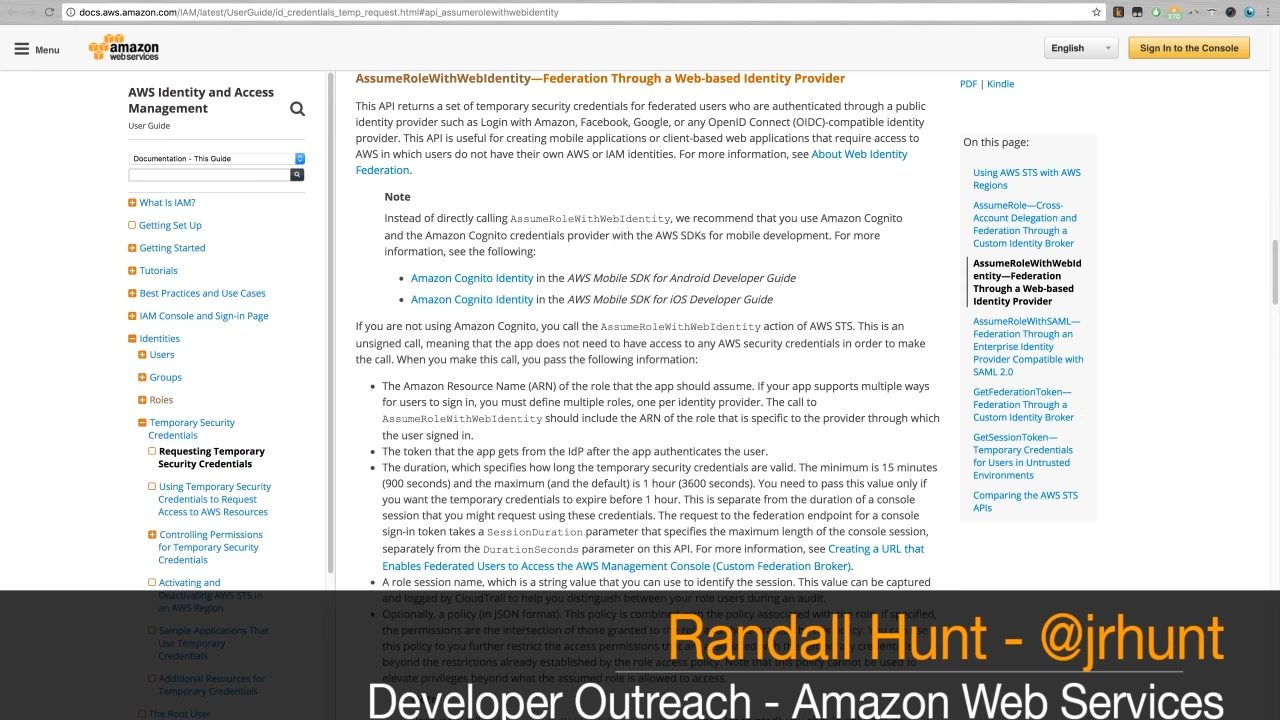 docs.aws.amazon.com/IAM/latest/UserGuide/id_credentials_temp_request.html#api_assumerolewithwebidentity
270
Menu
amazon
web services
English
Sign In to the Console
AWS Identity and Access
Management
User Guide
Documentation - This Guide
What Is IAM?
Getting Set Up
Getting Started
Tutorials
Best Practices and Use Cases
IAM Console and Sign-in Page
Identities
Users
Groups
Roles
Temporary Security
Credentials
Requesting Temporary
Security Credentials
Using Temporary Security
Credentials to Request
Access to AWS Resources
Controlling Permissions
for Temporary Security
Credentials
Activating and
Deactivating AWS STS in
an AWS Region
Sample Applications That
Use Temporary
Credentials
Additional Resources for
Temporary Credentials
The Root User
AssumeRoleWithWebIdentity—Federation Through a Web-based Identity Provider
This API returns a set of temporary security credentials for federated users who are authenticated through a public
identity provider such as Login with Amazon, Facebook, Google, or any OpenID Connect (OIDC)-compatible identity
provider. This API is useful for creating mobile applications or client-based web applications that require access to
AWS in which users do not have their own AWS or IAM identities. For more information, see About Web Identity
Federation.
Note
Instead of directly calling AssumeRoleWithWebIdentity, we recommend that you use Amazon Cognito
and the Amazon Cognito credentials provider with the AWS SDKs for mobile development. For more
information, see the following:
• Amazon Cognito Identity in the AWS Mobile SDK for Android Developer Guide
• Amazon Cognito Identity in the AWS Mobile SDK for iOS Developer Guide
If you are not using Amazon Cognito, you call the AssumeRoleWithWebIdentity action of AWS STS. This is an
unsigned call, meaning that the app does not need to have access to any AWS security credentials in order to make
the call. When you make this call, you pass the following information:
• The Amazon Resource Name (ARN) of the role that the app should assume. If your app supports multiple ways
for users to sign in, you must define multiple roles, one per identity provider. The call to
AssumeRoleWithWebIdentity should include the ARN of the role that is specific to the provider through which
the user signed in.
• The token that the app gets from the IdP after the app authenticates the user.
• The duration, which specifies how long the temporary security credentials are valid. The minimum is 15 minutes
(900 seconds) and the maximum (and the default) is 1 hour (3600 seconds). You need to pass this value only if
you want the temporary credentials to expire before 1 hour. This is separate from the duration of a console
session that you might request using these credentials. The request to the federation endpoint for a console
sign-in token takes a SessionDuration parameter that specifies the maximum length of the console session,
separately from the DurationSeconds parameter on this API. For more information, see Creating a URL that
Enables Federated Users to Access the AWS Management Console (Custom Federation Broker).
• A role session name, which is a string value that you can use to identify the session. This value can be captured
and logged by CloudTrail to help you distinguish between your role users during an audit.
• Optionally, a policy (in JSON format). This policy is combined with the policy associated with the role. If specified,
the permissions are the intersection of those granted to the
this policy to you further restrict the access permissions
beyond the restrictions already established by the role access policy. Note that this policy cannot be used to
elevate privileges beyond what the assumed role is allowed to access.
PDF | Kindle
On this page:
Using AWS STS with AWS
Regions
AssumeRole—Cross-
Account Delegation and
Federation Through a
Custom Identity Broker
AssumeRoleWithWebId
entity—Federation
Through a Web-based
Identity Provider
AssumeRoleWithSAML—
Federation Through an
Enterprise Identity
Provider Compatible with
SAML 2.0
GetFederationToken—
Federation Through a
Custom Identity Broker
GetSessionToken—
Temporary Credentials
for Users in Untrusted
Environments
Comparing the AWS STS
APIs
Randall Hunt - @jrhunt
Developer Outreach - Amazon Web Services